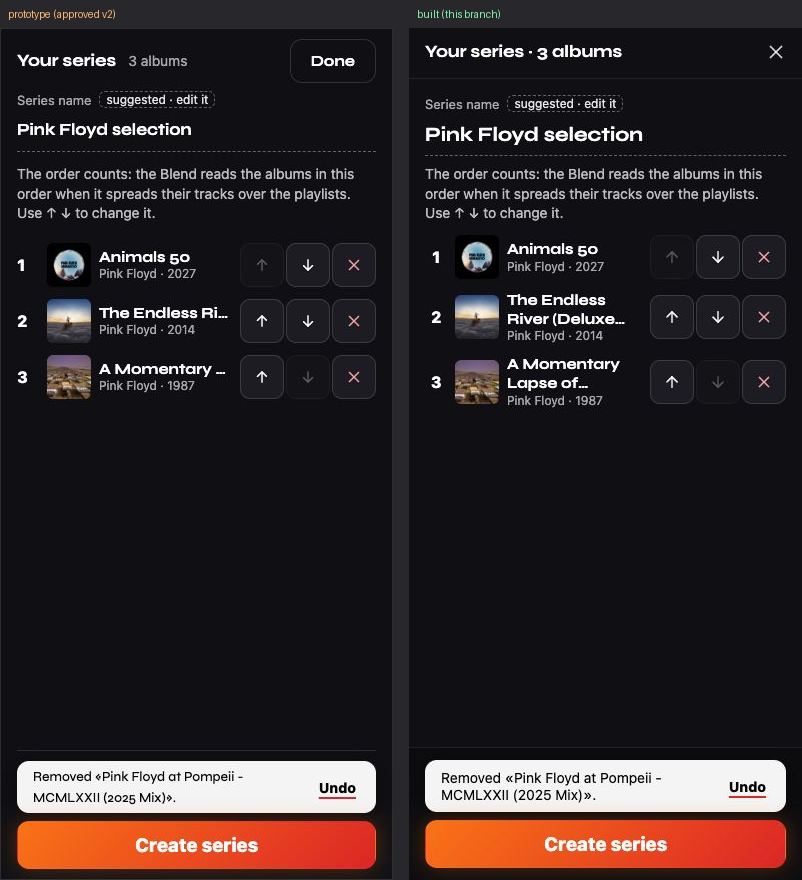 prototype (approved v2)
Your series 3 albums
Done
Series name suggested · edit it
Pink Floyd selection
The order counts: the Blend reads the albums in this
order when it spreads their tracks over the playlists.
Use ↑ ↓ to change it.
1
Animals 50
Pink Floyd · 2027
2
The Endless Ri...
Pink Floyd · 2014
3
A Momentary ...
Pink Floyd · 1987
Removed «Pink Floyd at Pompeii -
MCMLXXII (2025 Mix)».
Undo
Create series
built (this branch)
Your series · 3 albums
Series name suggested · edit it
Pink Floyd selection
The order counts: the Blend reads the albums in this
order when it spreads their tracks over the playlists.
Use ↑ ↓ to change it.
1
Animals 50
Pink Floyd · 2027
2
The Endless
River (Deluxe...
Pink Floyd · 2014
3
A Momentary
Lapse of...
Pink Floyd · 1987
Removed «Pink Floyd at Pompeii -
MCMLXXII (2025 Mix)».
Undo
Create series